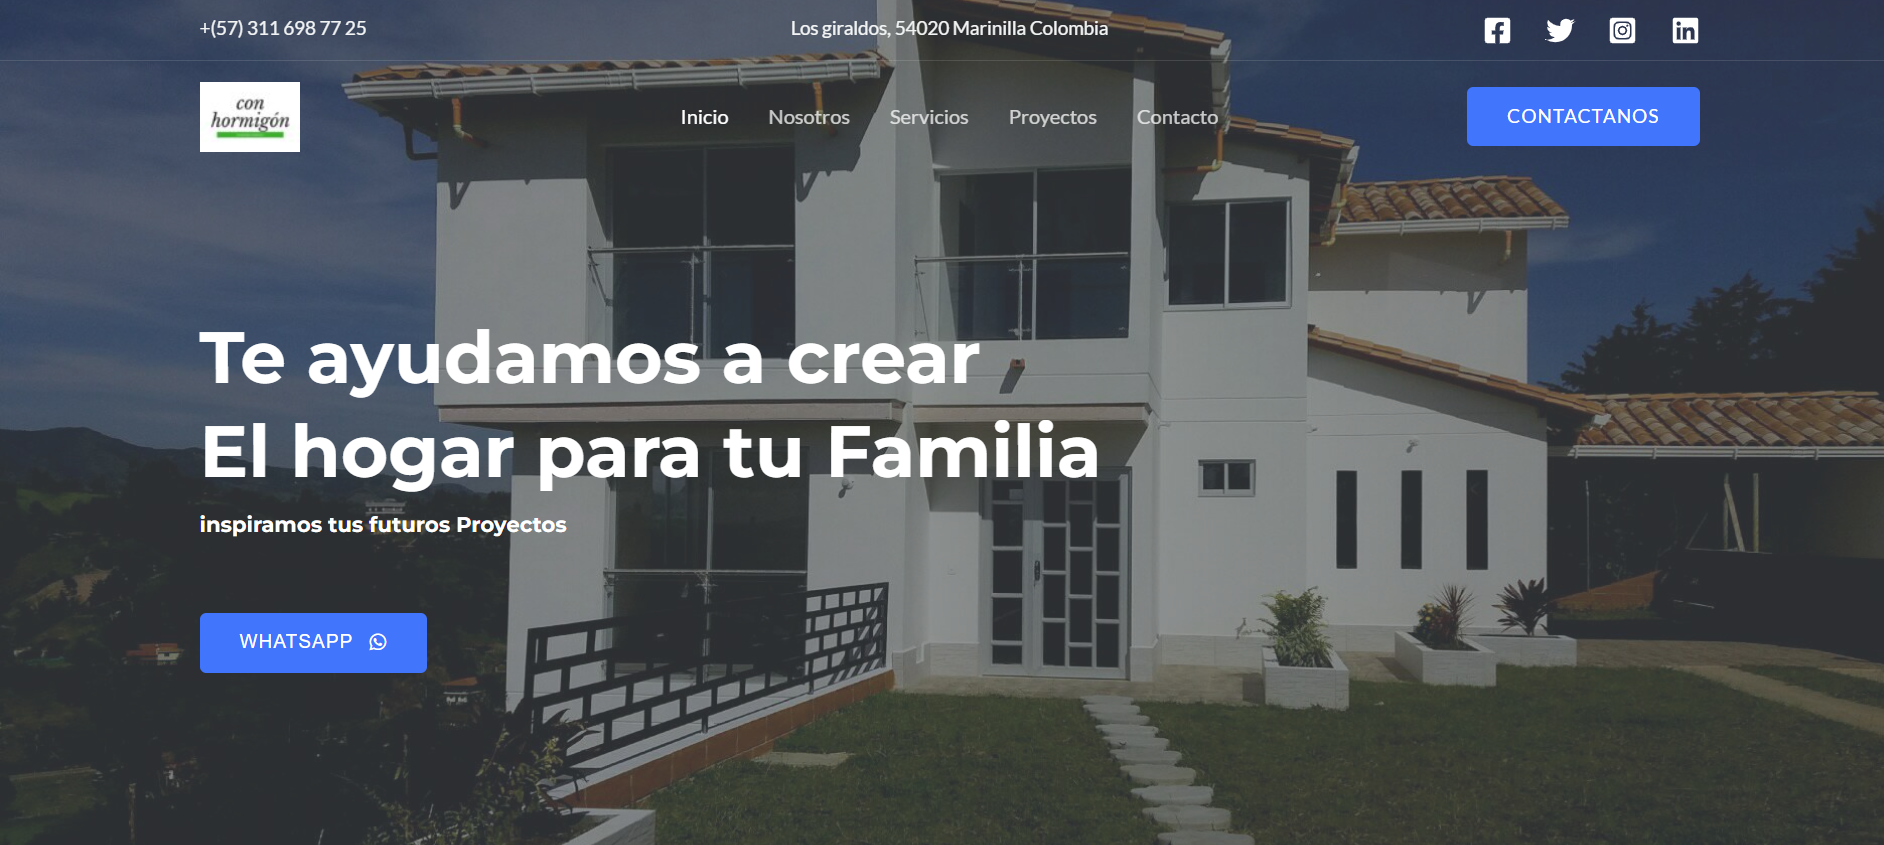 +(57) 311 698 77 25
Los giraldos, 54020 Marinilla Colombia
con
hormigón
Inicio
Nosotros
Servicios
Proyectos
Contacto
CONTACTANOS
Te ayudamos a crear
El hogar para tu Familia
inspiramos tus futuros Proyectos
WHATSAPP